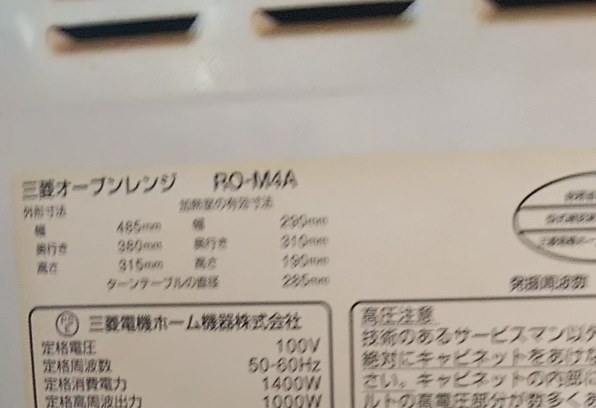 三菱オーブンレンジ RO-M4A
外形寸法 加熱室の有効寸法
幅 485mm 幅 290mm
奥行き 380mm 奥行き 310mm
高さ 315mm 高さ 190mm
ターンテーブルの直径 285mm
発振周波数
三菱電機ホーム機器株式会社
定格電圧 100V
定格周波数 50-60Hz
定格消費電力 1400W
定格高周波出力 1000W
高圧注意
技術のあるサービスマン以外
絶対にキャビネットをあけな
さい。キャビネットの内部に
ルトの高電圧部分が数多くあ